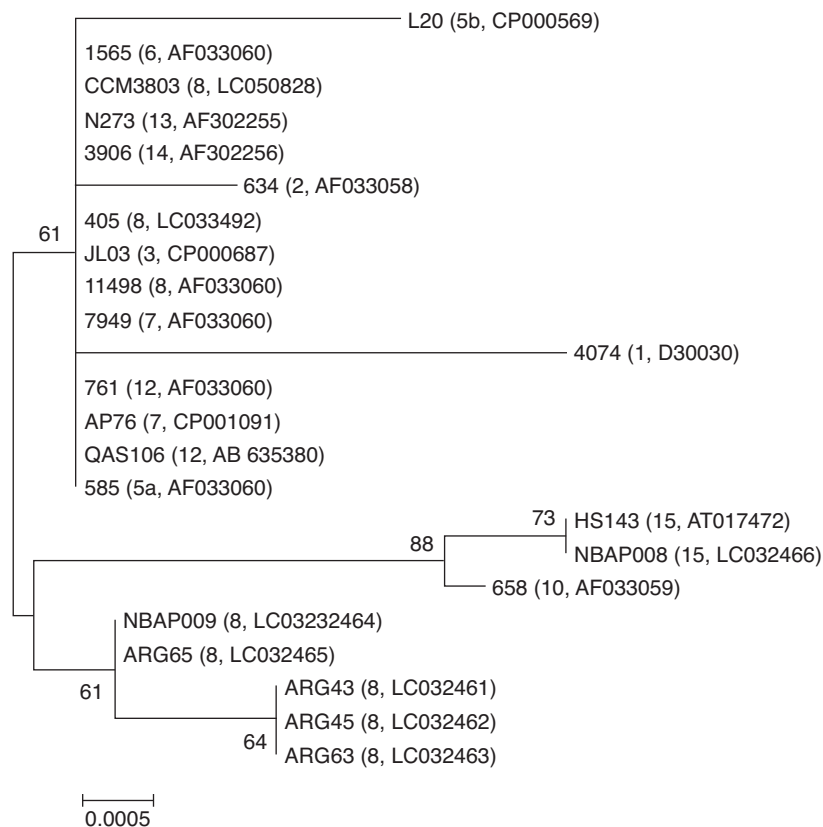 L20 (5b, CP000569)
1565 (6, AF033060)
CCM3803 (8, LC050828)
N273 (13, AF302255)
3906 (14, AF302256)
634 (2, AF033058)
405 (8, LC033492)
61
JL03 (3, CP000687)
11498 (8, AF033060)
7949 (7, AF033060)
4074 (1, D30030)
761 (12, AF033060)
AP76 (7, CP001091)
QAS106 (12, AB 635380)
585 (5a, AF033060)
73
HS143 (15, AT017472)
88
NBAP008 (15, LC032466)
658 (10, AF033059)
NBAP009 (8, LC03232464)
ARG65 (8, LC032465)
61
ARG43 (8, LC032461)
ARG45 (8, LC032462)
64
ARG63 (8, LC032463)
0.0005